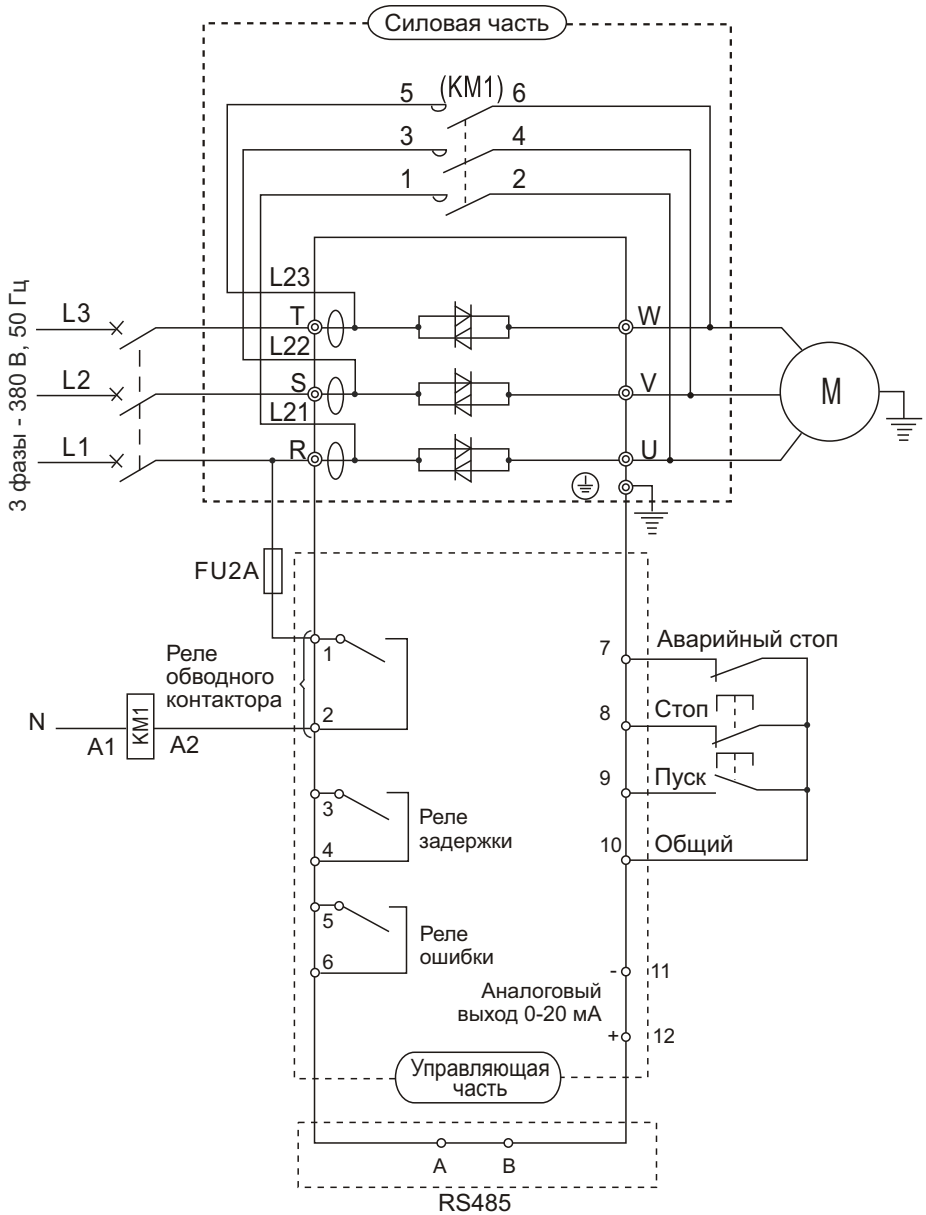 Силовая часть
5 (KM1) 6
3 4
1 2
3 фазы - 380 В, 50 Гц
L23
L3 T W
L22
L2 S V M
L21
L1 R U
FU2A
1
Реле
обводного
контактора
7 Аварийный стоп
2
8 Стоп
N
A1 KM1 A2
9 Пуск
3
Реле
задержки
4
10 Общий
5
Реле
ошибки
6
- 11
Аналоговый
выход 0-20 мА
+ 12
Управляющая
часть
A B
RS485